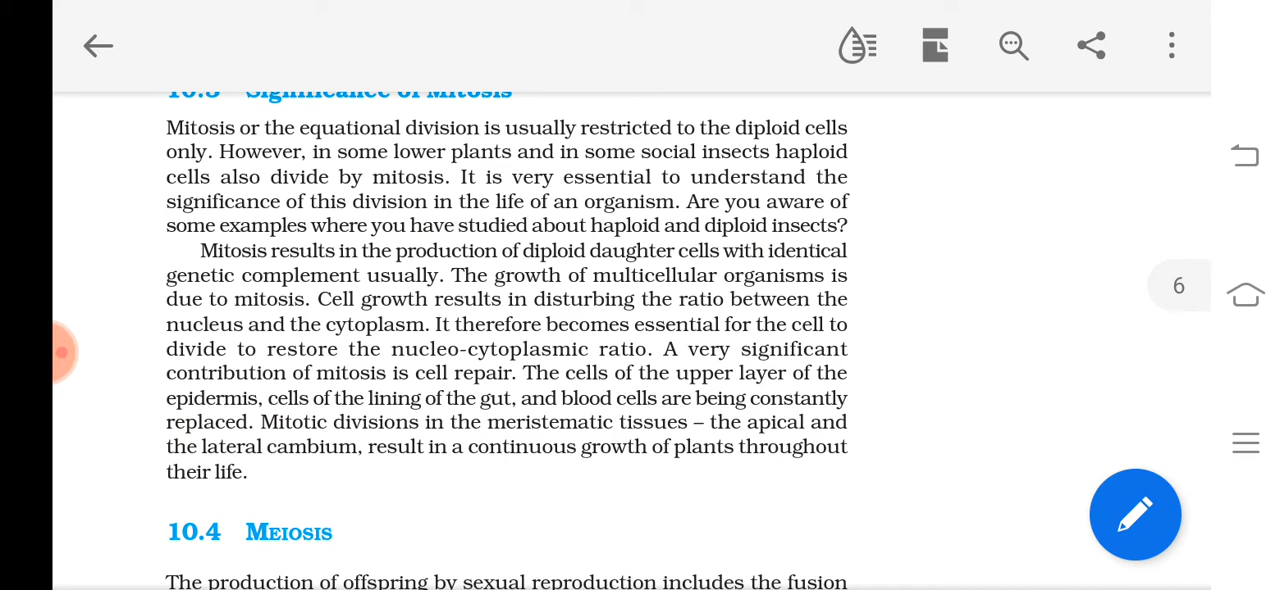 10.3 Significance of Mitosis
Mitosis or the equational division is usually restricted to the diploid cells
only. However, in some lower plants and in some social insects haploid
cells also divide by mitosis. It is very essential to understand the
significance of this division in the life of an organism. Are you aware of
some examples where you have studied about haploid and diploid insects?
Mitosis results in the production of diploid daughter cells with identical
genetic complement usually. The growth of multicellular organisms is
due to mitosis. Cell growth results in disturbing the ratio between the
nucleus and the cytoplasm. It therefore becomes essential for the cell to
divide to restore the nucleo-cytoplasmic ratio. A very significant
contribution of mitosis is cell repair. The cells of the upper layer of the
epidermis, cells of the lining of the gut, and blood cells are being constantly
replaced. Mitotic divisions in the meristematic tissues – the apical and
the lateral cambium, result in a continuous growth of plants throughout
their life.
6
10.4 MEIOSIS
The production of offspring by sexual reproduction includes the fusion